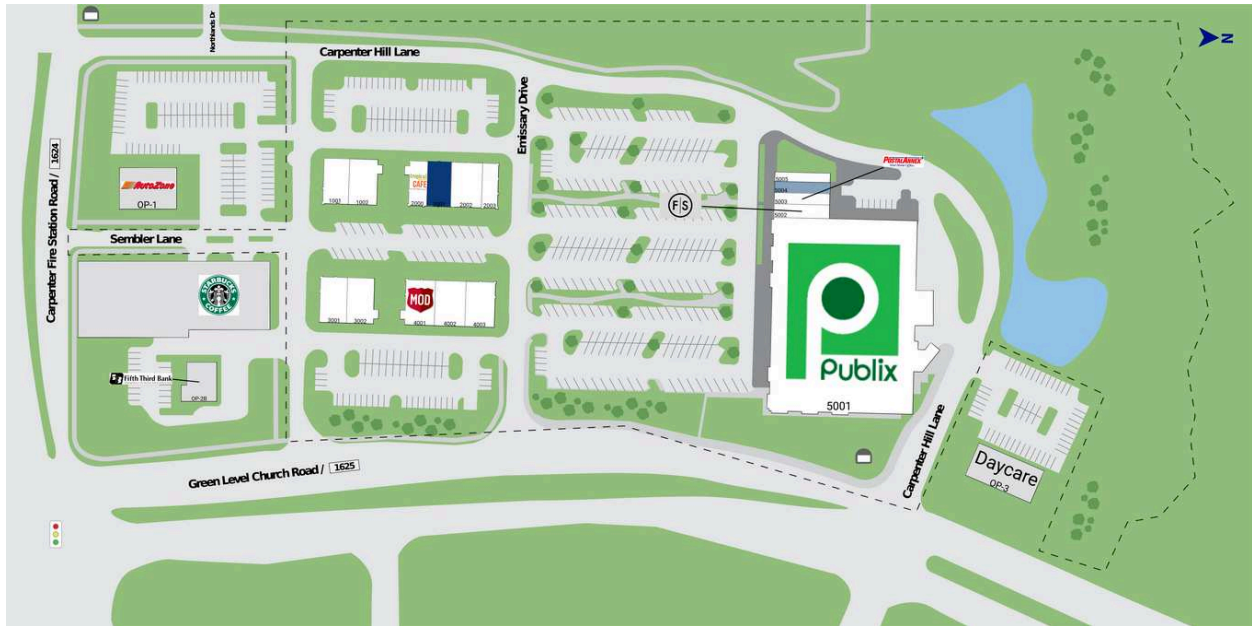 Northlands Dr
Carpenter Hill Lane
Emissary Drive
N
Carpenter Fire Station Road / 1624
AutoZone
OP-1
1001 1002
CAFE
2000
2002 2003
POSTALANNEX
5005
5004
5003
5002
F S
Sembler Lane
STARBUCKS
COFFEE
3001 3002
MOD
4001 4002 4003
Publix
5001
Fifth Third Bank
OP-2B
Green Level Church Road / 1625
Carpenter Hill Lane
Daycare
OP-3